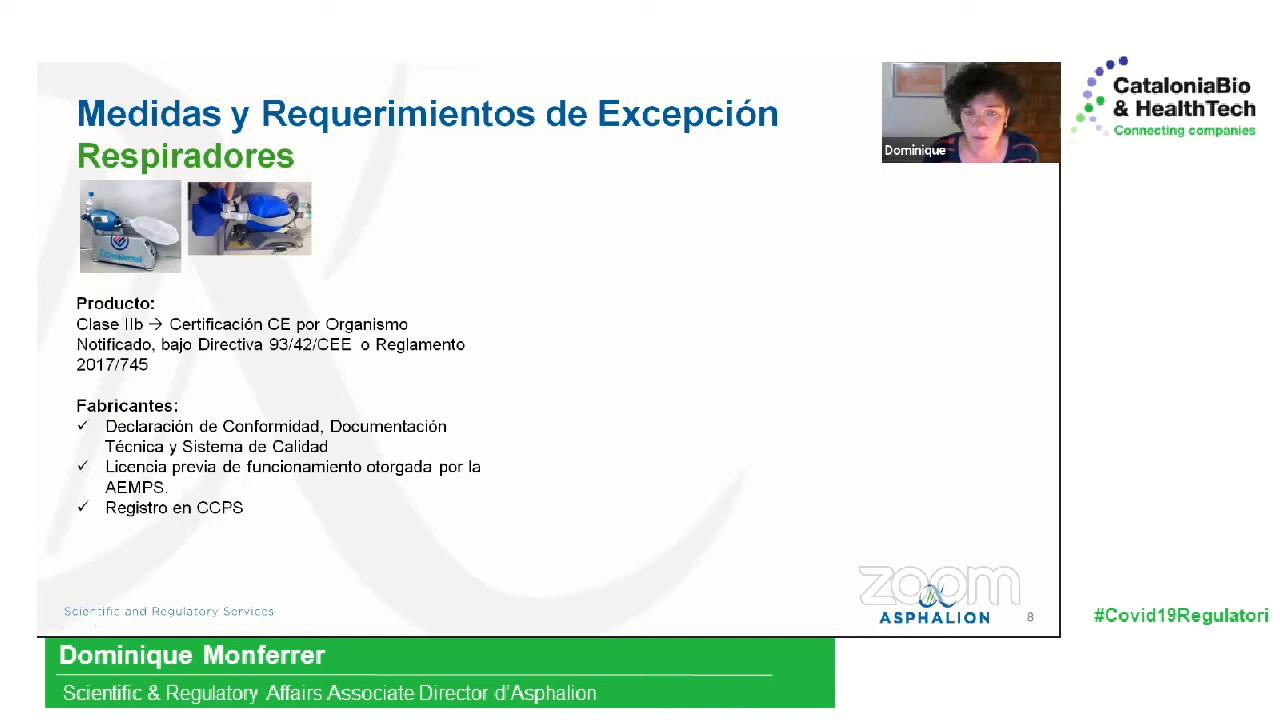 Medidas y Requerimientos de Excepción
Respiradores
Producto:
Clase IIb → Certificación CE por Organismo
Notificado, bajo Directiva 93/42/CEE o Reglamento
2017/745
Fabricantes:
✓ Declaración de Conformidad, Documentación
Técnica y Sistema de Calidad
✓ Licencia previa de funcionamiento otorgada por la
AEMPS.
✓ Registro en CCPS
Scientific and Regulatory Services
zoom
ASPHALION
8
Dominique
CataloniaBio
& HealthTech
Connecting companies
#Covid19Regulatori
Dominique Monferrer
Scientific & Regulatory Affairs Associate Director d'Asphalion